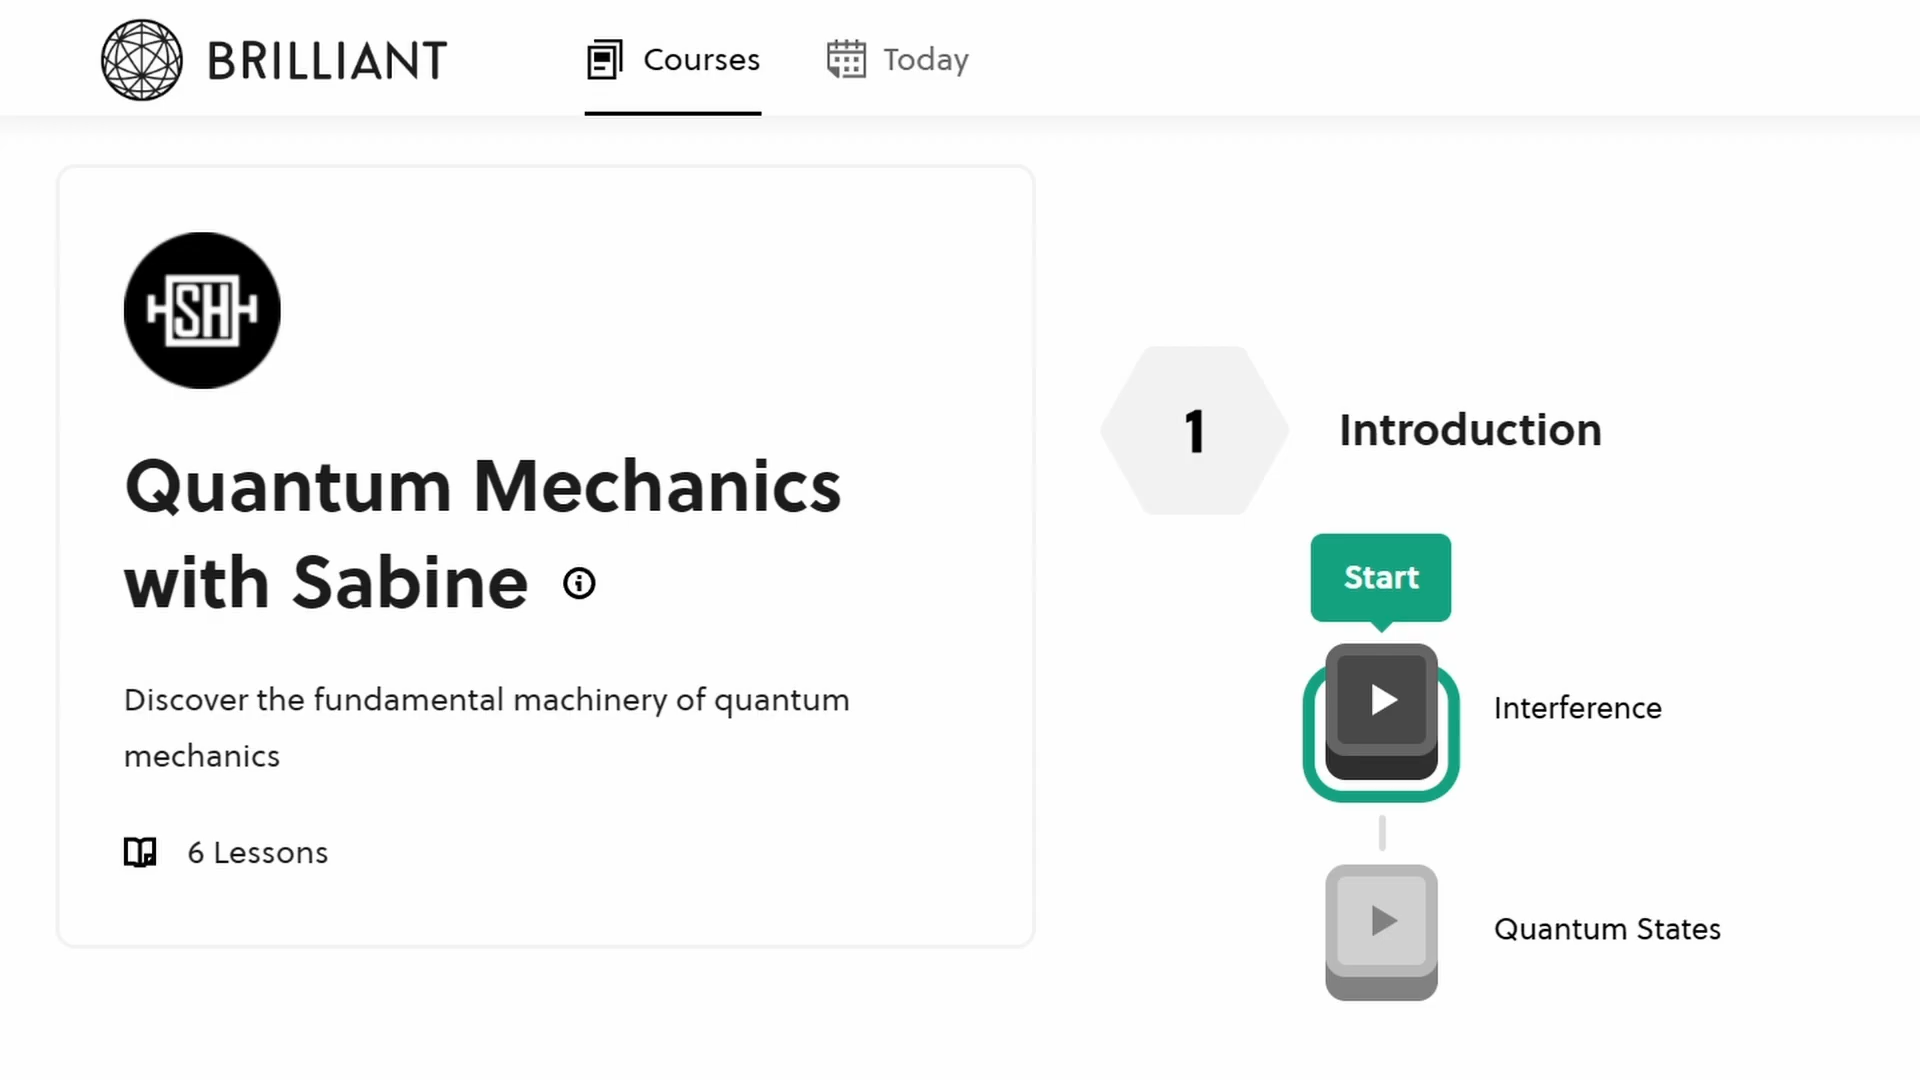 BRILLIANT
Courses
Today
SH
Quantum Mechanics
with Sabine
Discover the fundamental machinery of quantum
mechanics
6 Lessons
1
Introduction
Start
Interference
Quantum States